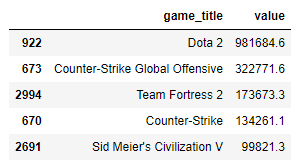 game_title value
922 Dota 2 981684.6
673 Counter-Strike Global Offensive 322771.6
2994 Team Fortress 2 173673.3
670 Counter-Strike 134261.1
2691 Sid Meier's Civilization V 99821.3